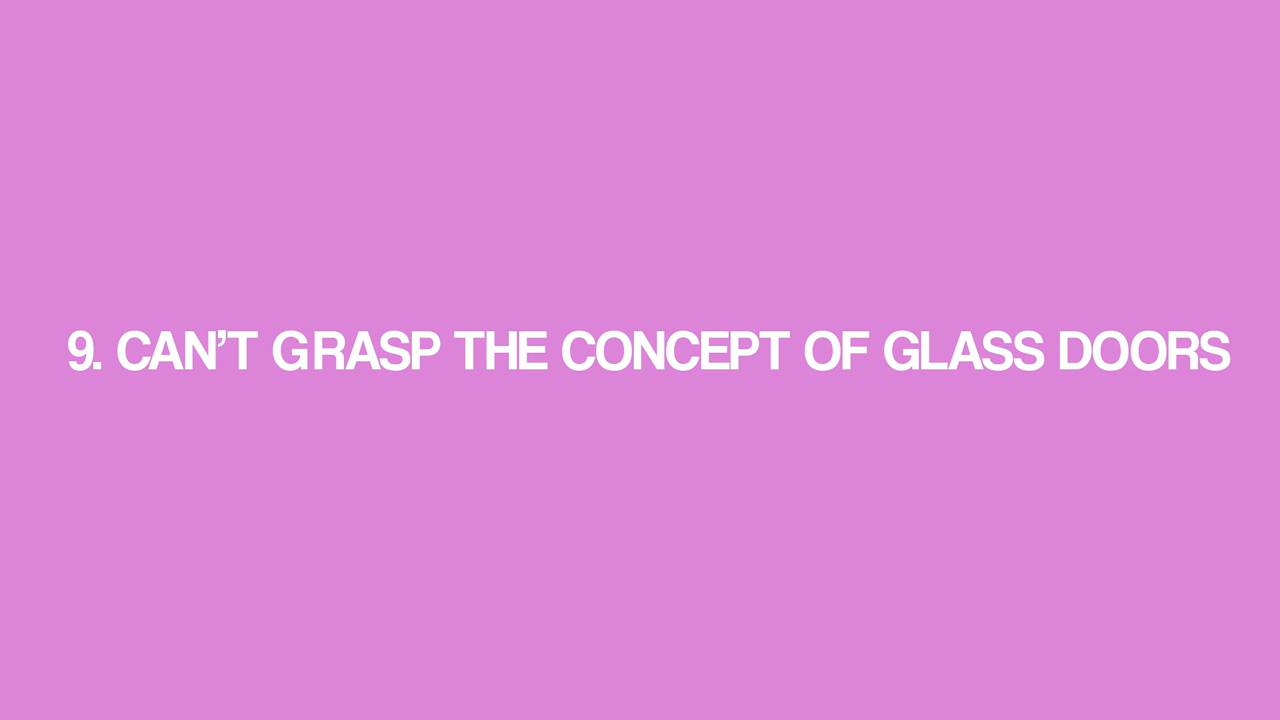 9. CAN’T GRASP THE CONCEPT OF GLASS DOORS